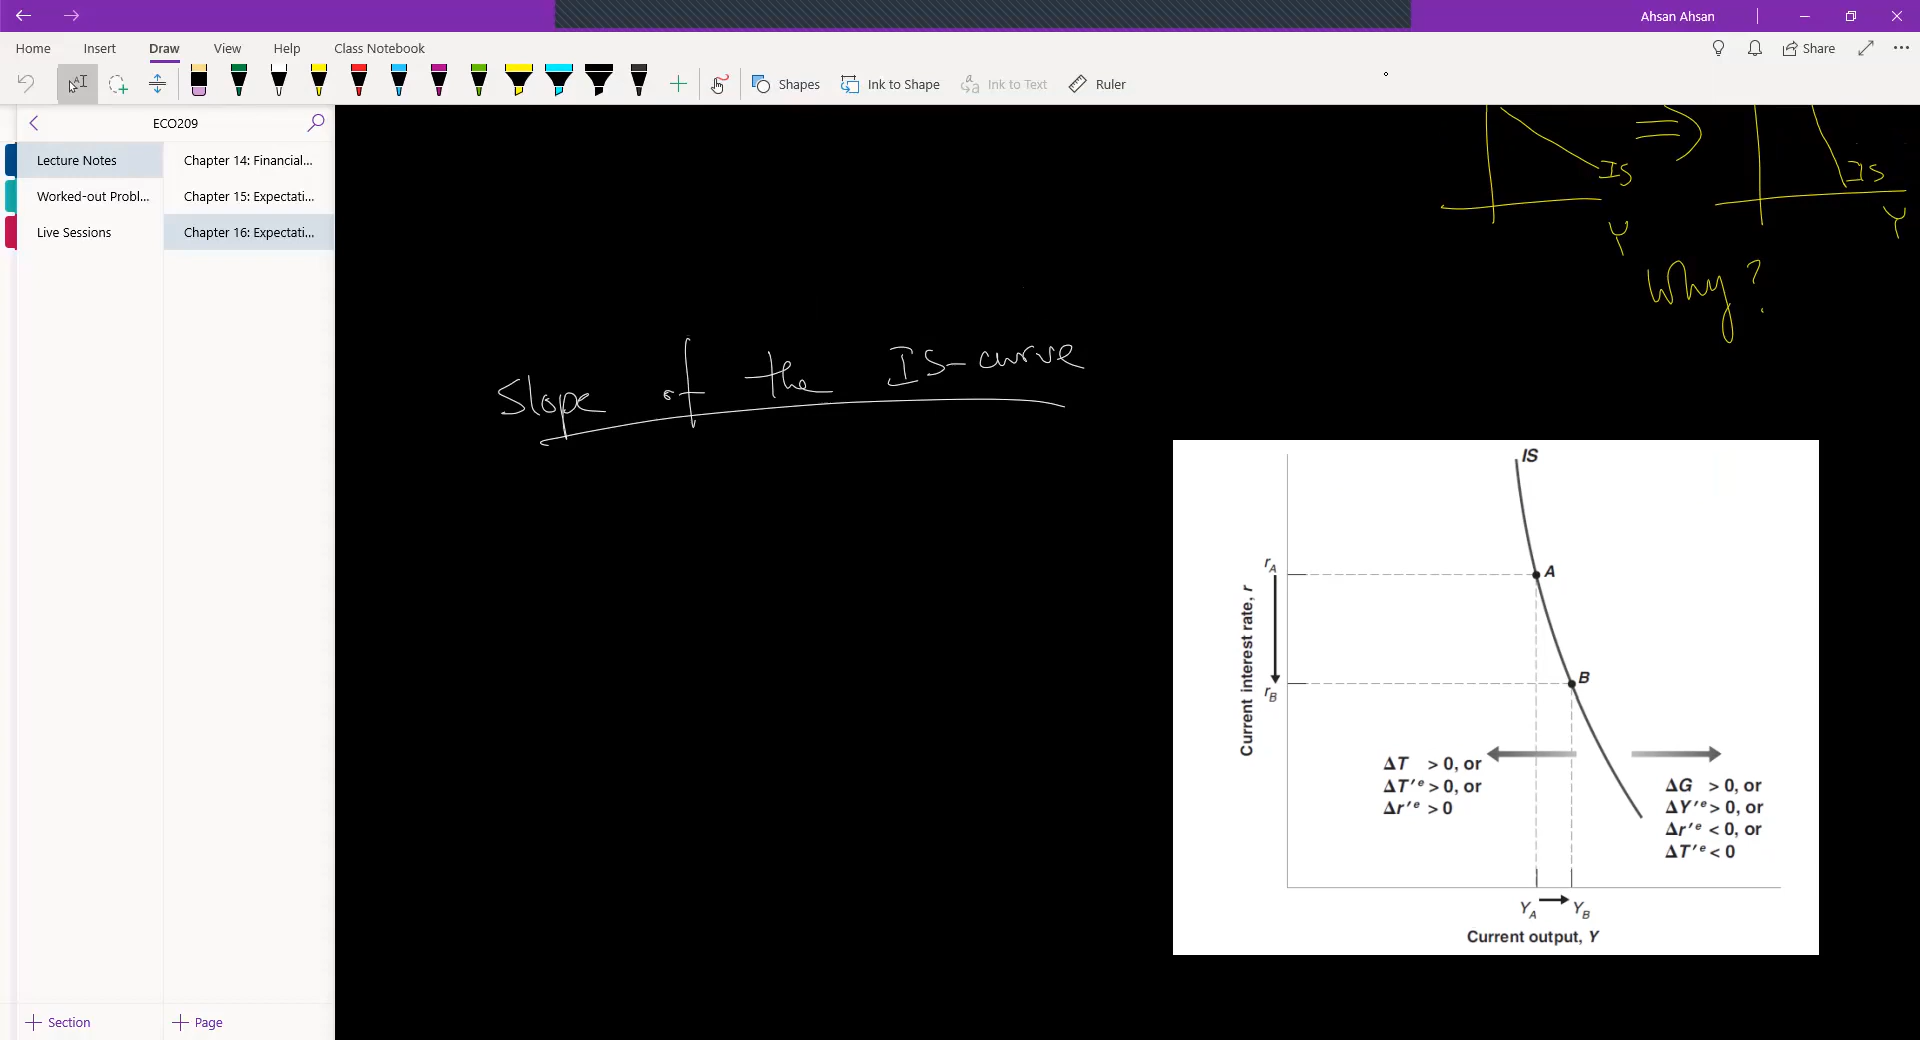 Ahsan Ahsan
Home Insert Draw View Help Class Notebook
Share
Shapes Ink to Shape Ink to Text Ruler
ECO209
Lecture Notes
Worked-out Probl...
Live Sessions
Chapter 14: Financial...
Chapter 15: Expectati...
Chapter 16: Expectati...
IS
Y
IS
Y
Why?
Slope of the IS-curve
IS
r_A
A
Current interest rate, r
r_B
B
ΔT > 0, or
ΔT′ᵉ > 0, or
Δr′ᵉ > 0
ΔG > 0, or
ΔY′ᵉ > 0, or
Δr′ᵉ < 0, or
ΔT′ᵉ < 0
Y_A Y_B
Current output, Y
Section
Page